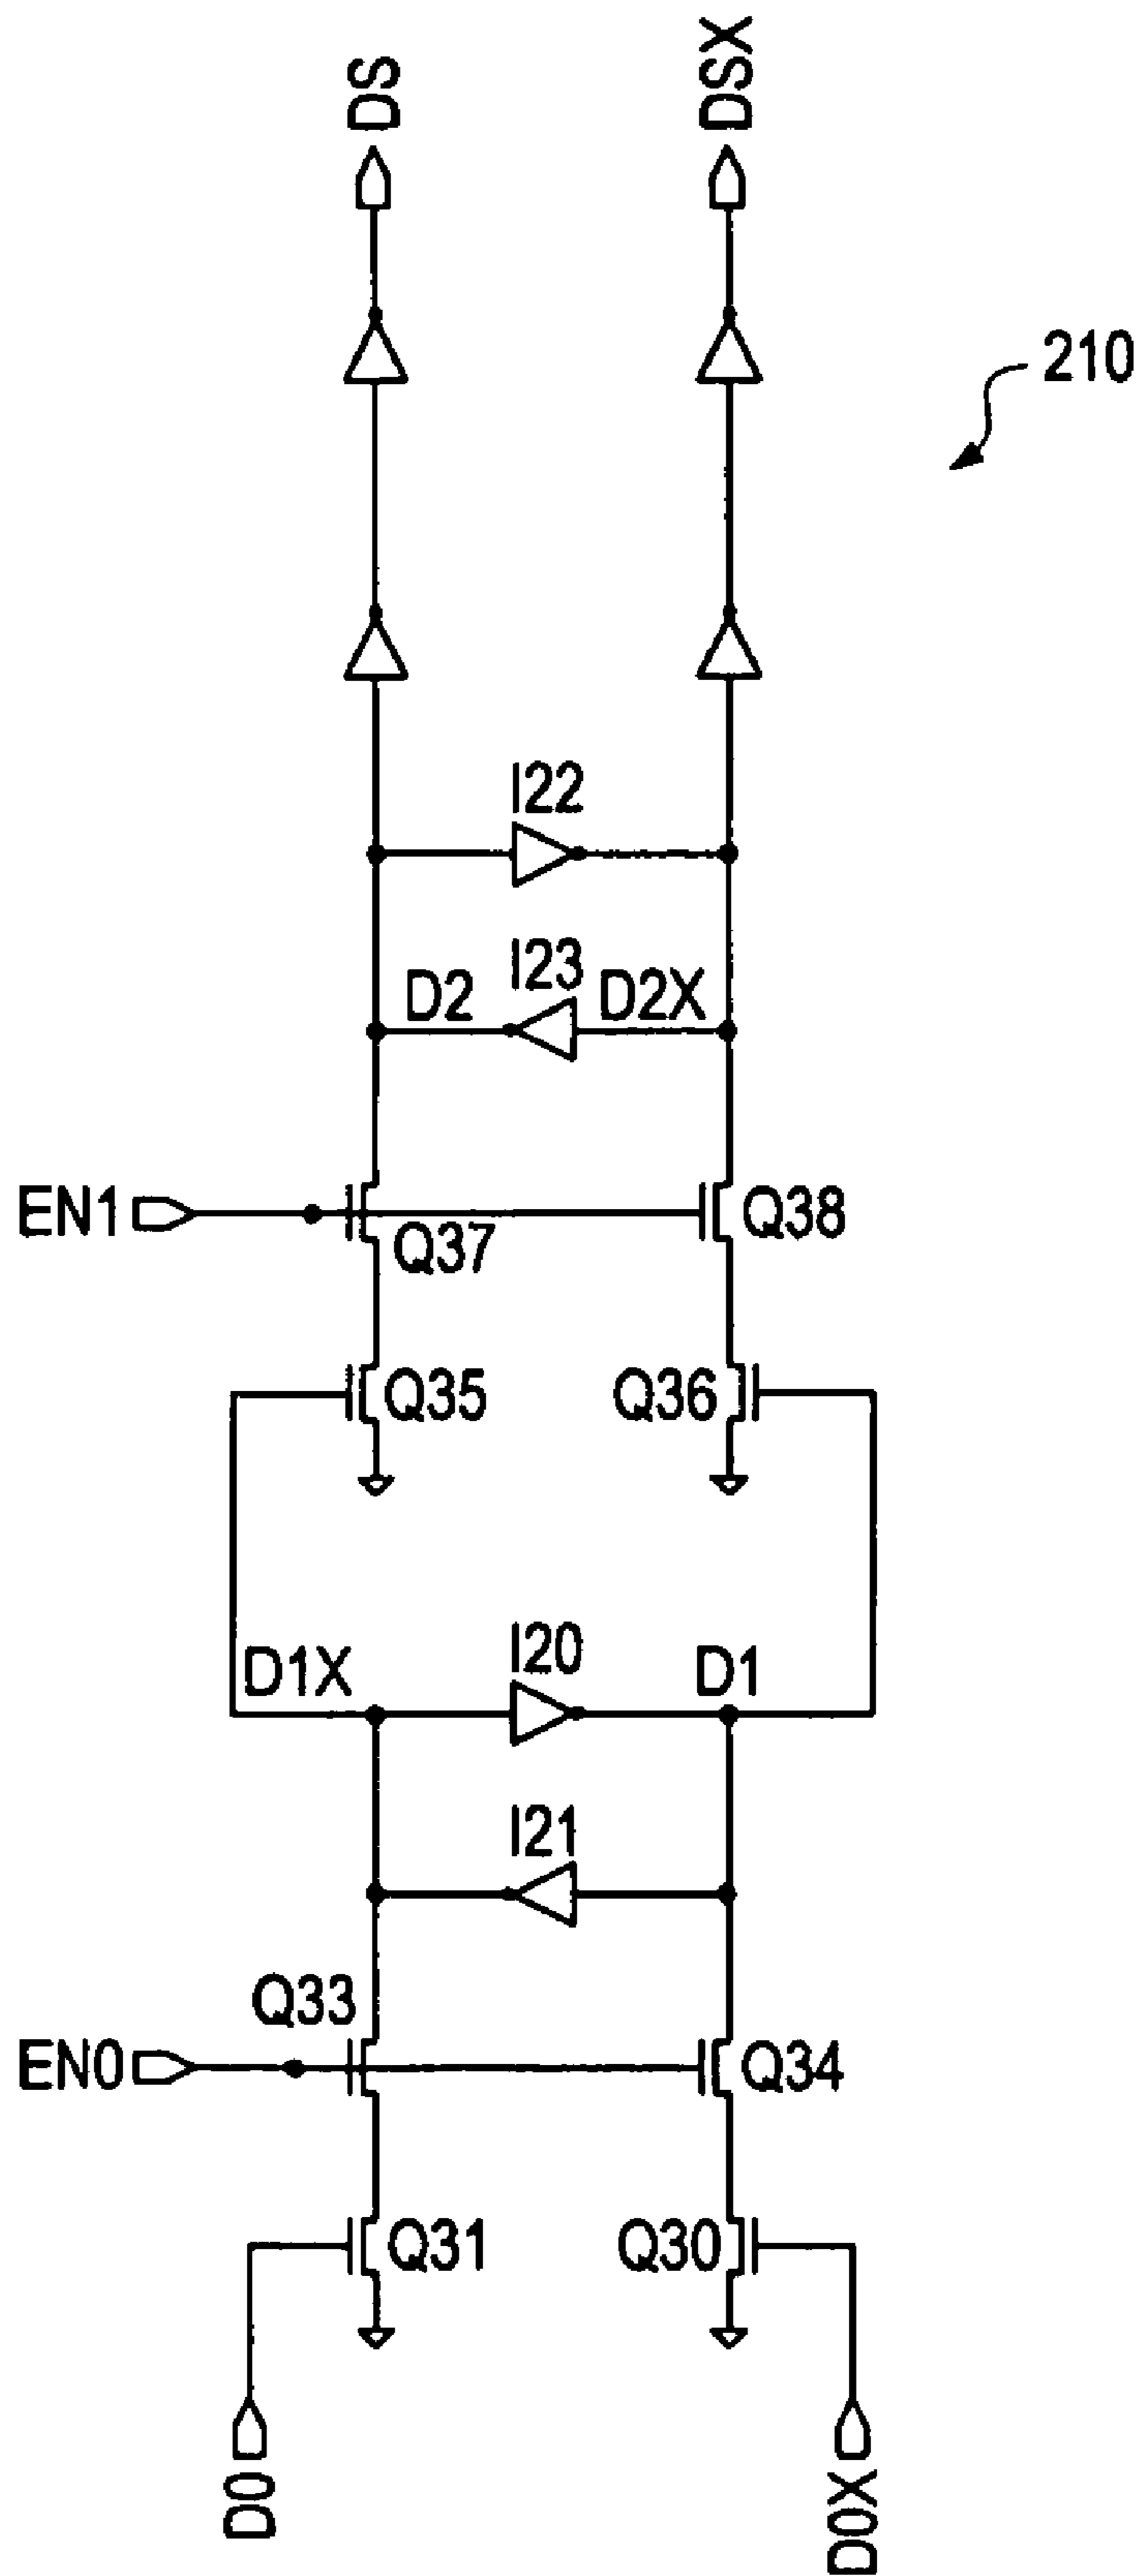 DS
DSX
210
I22
I23
D2
D2X
EN1
Q37
Q38
Q35
Q36
I20
D1X
D1
I21
Q33
EN0
Q34
Q31
Q30
D0
D0X